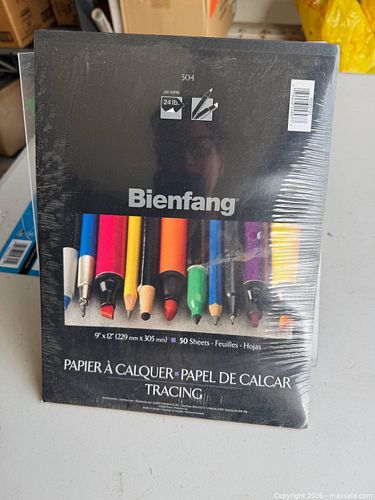 504
24 lb.
Bienfang
9" x 12" (229 mm x 305 mm) ■ 50 Sheets - Feuilles - Hojas
PAPIER À CALQUER ▪ PAPEL DE CALCAR
TRACING
Copyright 2026 - maxsold.com